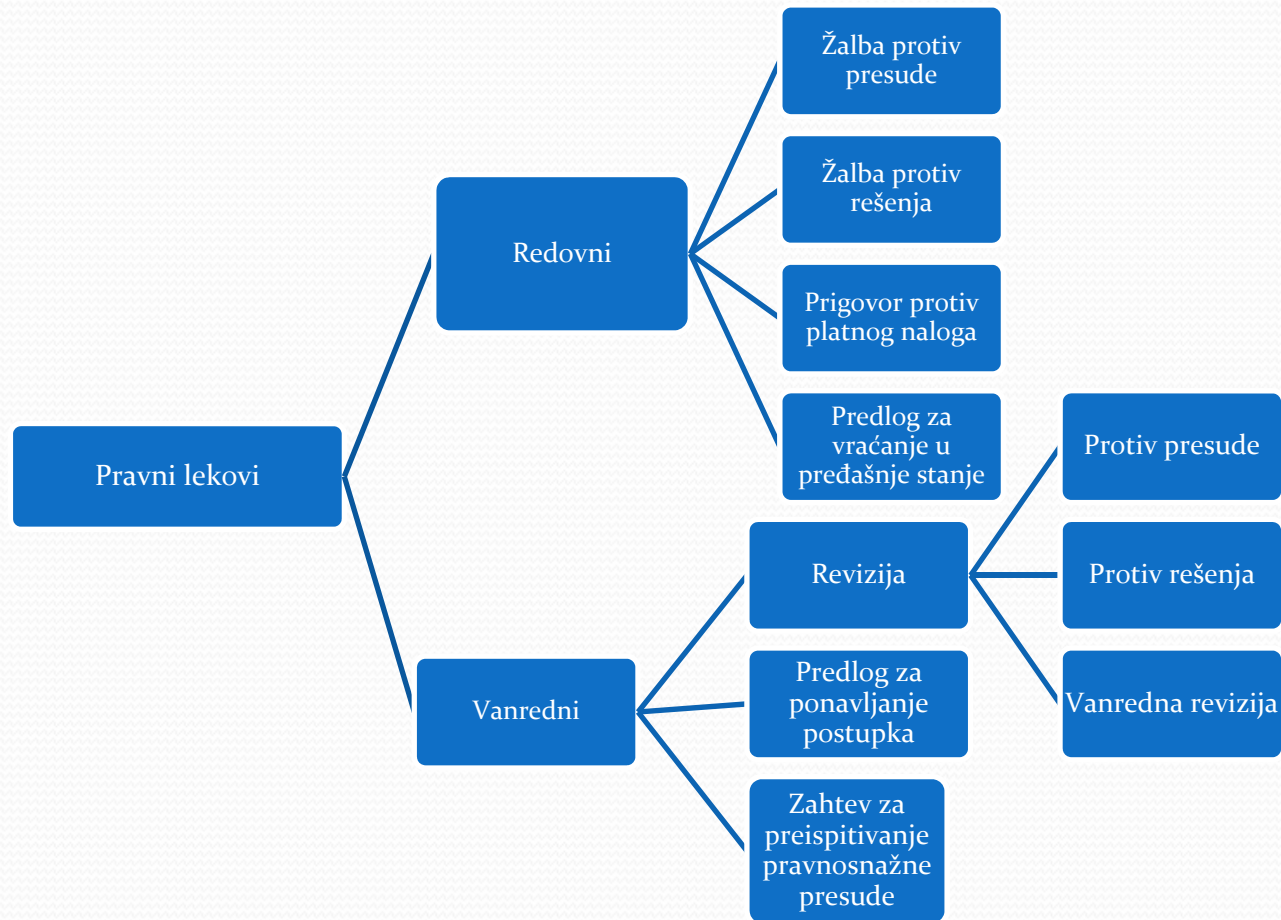 Pravni lekovi
Redovni
Žalba protiv
presude
Žalba protiv
rešenja
Prigovor protiv
platnog naloga
Predlog za
vraćanje u
pređašnje stanje
Vanredni
Revizija
Protiv presude
Protiv rešenja
Vanredna revizija
Predlog za
ponavljanje
postupka
Zahtev za
preispitivanje
pravnosnažne
presude